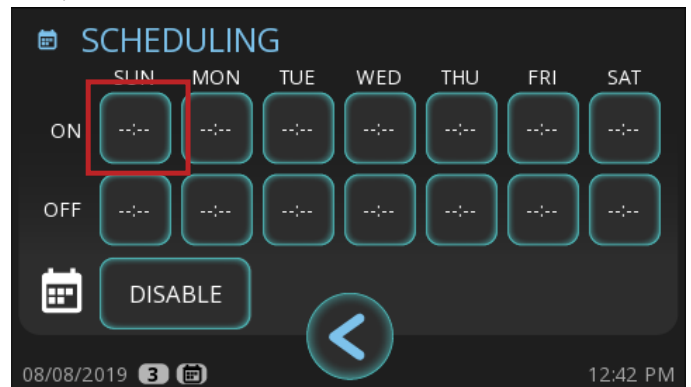 SCHEDULING
SUN MON TUE WED THU FRI SAT
ON --:-- --:-- --:-- --:-- --:-- --:-- --:--
OFF --:-- --:-- --:-- --:-- --:-- --:-- --:--
DISABLE
08/08/2019 3 12:42 PM